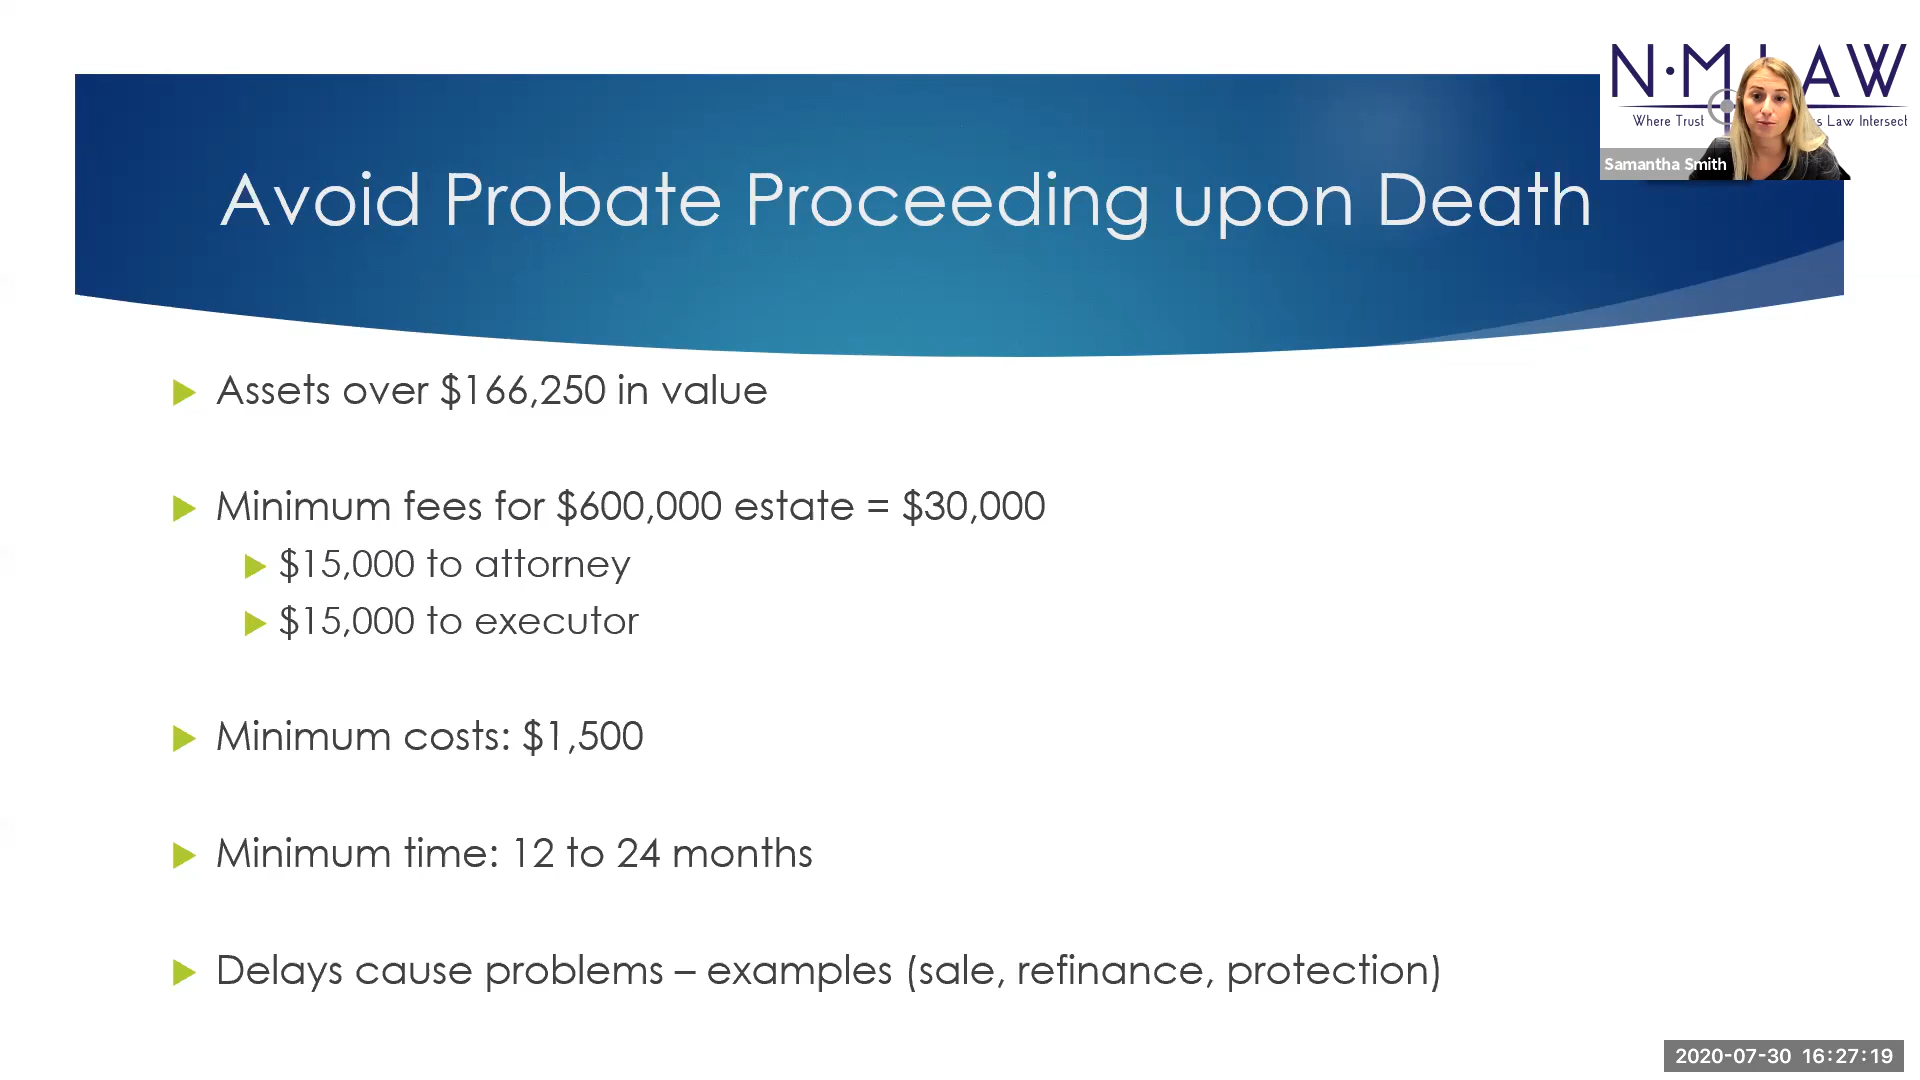 N·M LAW
Where Trust s Law Intersect
Samantha Smith
Avoid Probate Proceeding upon Death
Assets over $166,250 in value
Minimum fees for $600,000 estate = $30,000
$15,000 to attorney
$15,000 to executor
Minimum costs: $1,500
Minimum time: 12 to 24 months
Delays cause problems – examples (sale, refinance, protection)
2020-07-30 16:27:19